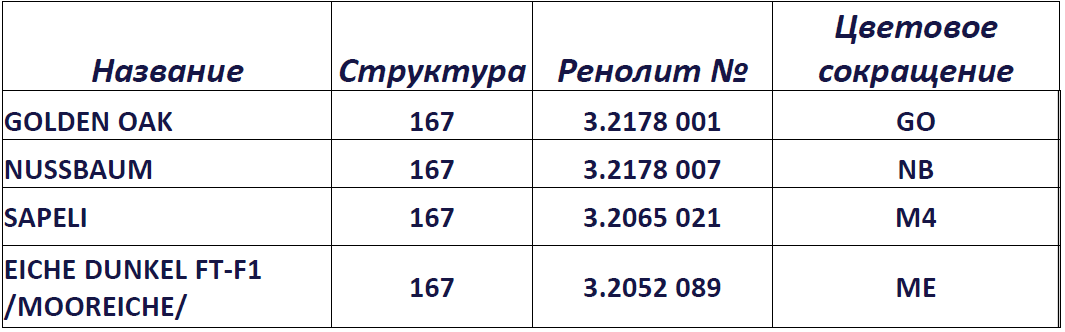 Название Структура Ренолит № Цветовое сокращение
GOLDEN OAK 167 3.2178 001 GO
NUSSBAUM 167 3.2178 007 NB
SAPELI 167 3.2065 021 M4
EICHE DUNKEL FT-F1
/MOOREICHE/ 167 3.2052 089 ME